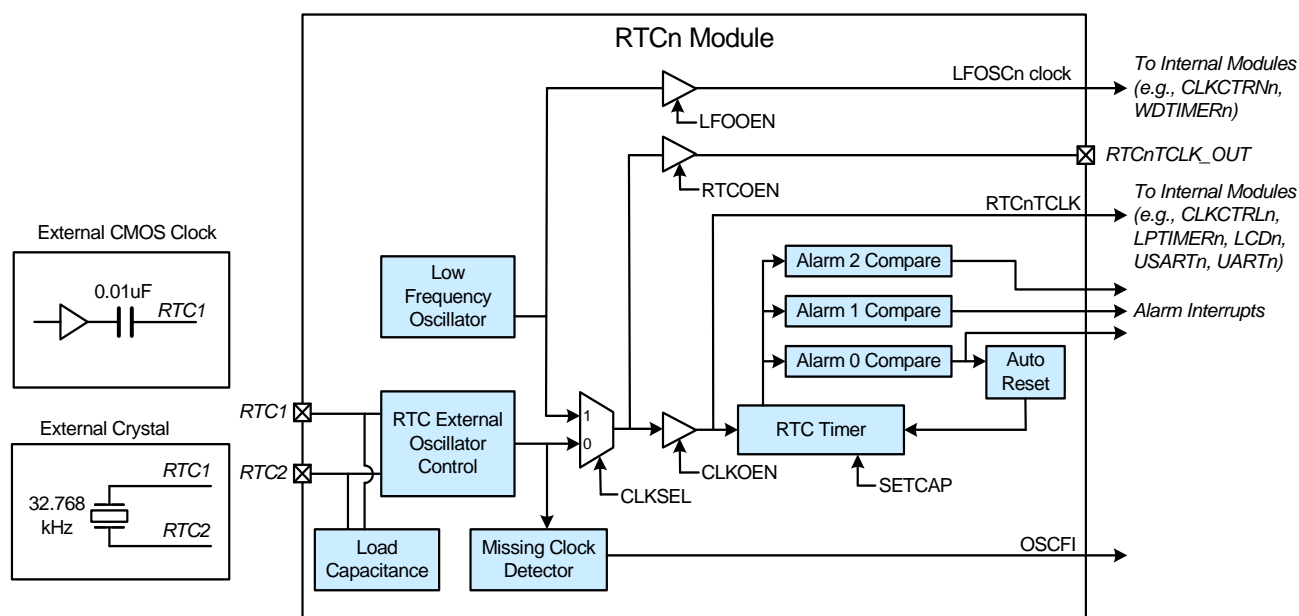 RTCn Module
LFOSCn clock
To Internal Modules
(e.g., CLKCTRNn,
WDTIMERn)
LFOOEN
RTCnTCLK_OUT
RTCOEN
RTCnTCLK
To Internal Modules
(e.g., CLKCTRLn,
LPTIMERn, LCDn,
USARTn, UARTn)
External CMOS Clock
0.01uF
RTC1
Low
Frequency
Oscillator
Alarm 2 Compare
Alarm 1 Compare
Alarm Interrupts
Alarm 0 Compare
Auto
Reset
RTC1
RTC External
Oscillator
Control
1
0
RTC Timer
External Crystal
RTC2
CLKOEN
CLKSEL
SETCAP
RTC1
32.768
kHz
RTC2
Load
Capacitance
Missing Clock
Detector
OSCFI